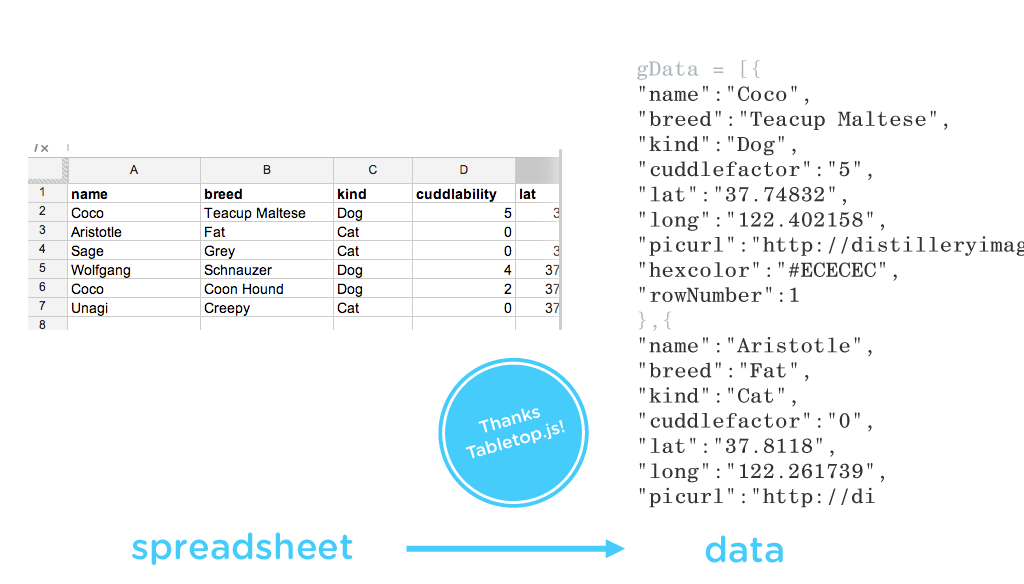 A B C D
1 name breed kind cuddlability lat
2 Coco Teacup Maltese Dog 5 3
3 Aristotle Fat Cat 0
4 Sage Grey Cat 0 3
5 Wolfgang Schnauzer Dog 4 37
6 Coco Coon Hound Dog 2 37
7 Unagi Creepy Cat 0 37
8
gData = [{
"name":"Coco",
"breed":"Teacup Maltese",
"kind":"Dog",
"cuddlefactor":"5",
"lat":"37.74832",
"long":"122.402158",
"picurl":"http://distilleryimag
"hexcolor":"#ECECEC",
"rowNumber":1
},{
"name":"Aristotle",
"breed":"Fat",
"kind":"Cat",
"cuddlefactor":"0",
"lat":"37.8118",
"long":"122.261739",
"picurl":"http://di
Thanks
Tabletop.js!
spreadsheet
data